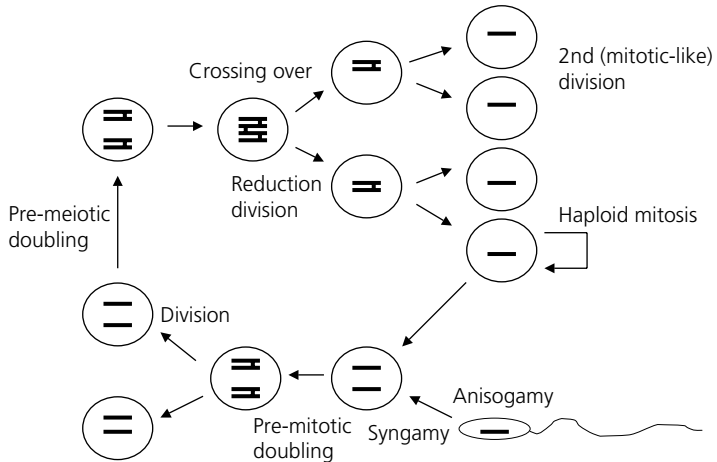 Crossing over
2nd (mitotic-like)
division
Reduction
division
Pre-meiotic
doubling
Haploid mitosis
Division
Anisogamy
Pre-mitotic
doubling
Syngamy